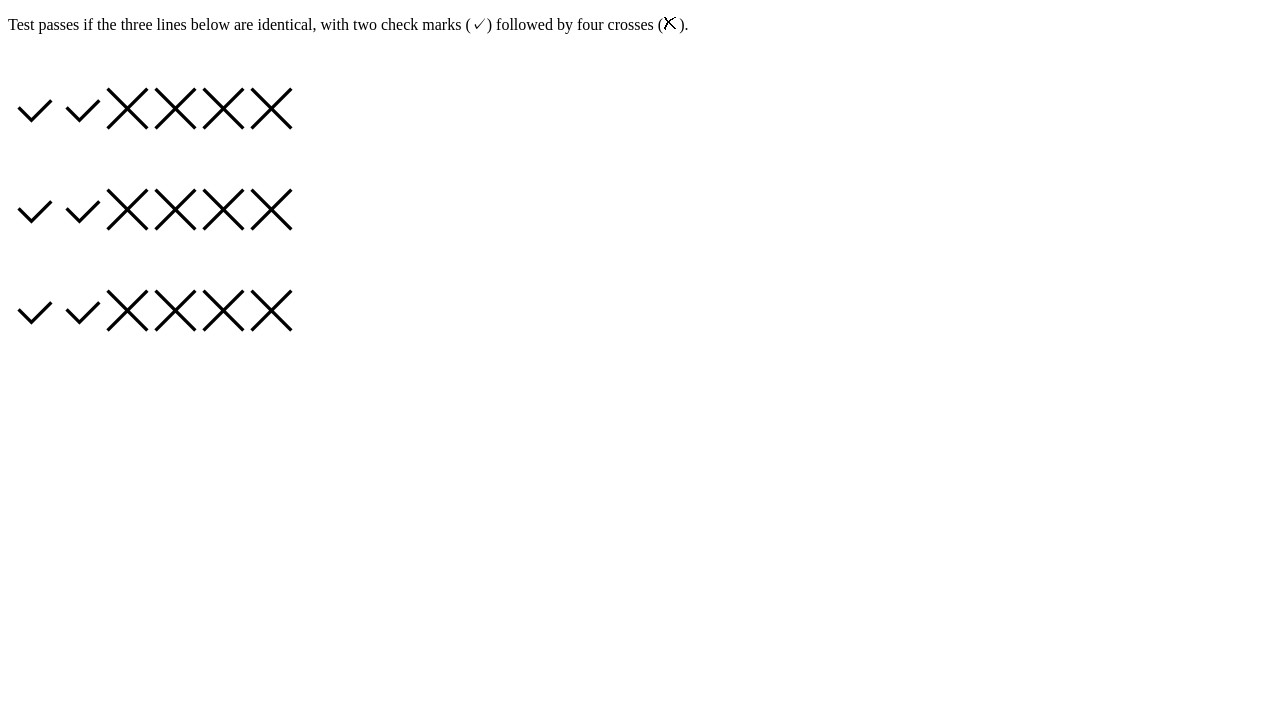 Test passes if the three lines below are identical, with two check marks (✓) followed by four crosses (☓).
✓✓☓☓☓☓
✓✓☓☓☓☓
✓✓☓☓☓☓